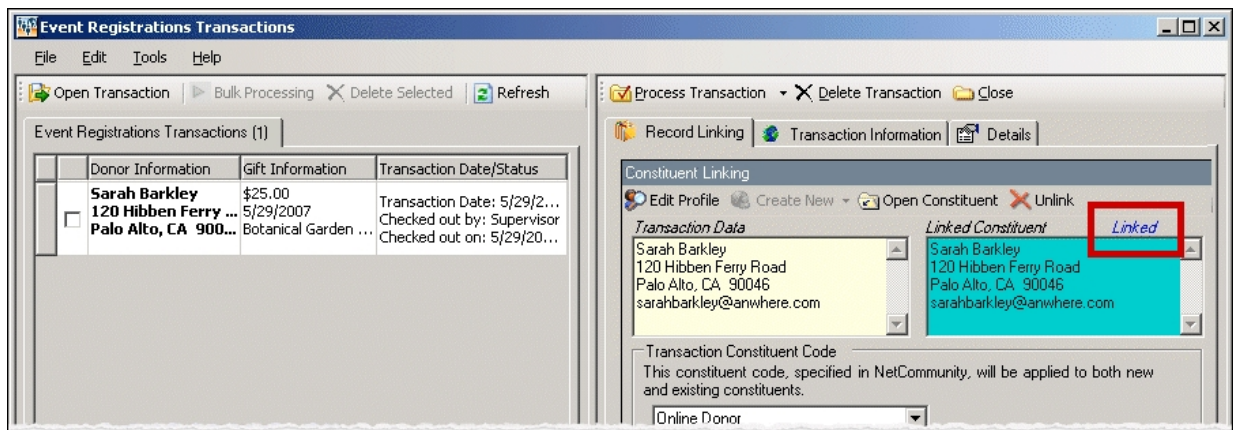 Event Registrations Transactions
File Edit Tools Help
Open Transaction Bulk Processing Delete Selected Refresh
Event Registrations Transactions (1)
Donor Information Gift Information Transaction Date/Status
Sarah Barkley $25.00 Transaction Date: 5/29/2...
120 Hibben Ferry ... 5/29/2007 Checked out by: Supervisor
Palo Alto, CA 900... Botanical Garden ... Checked out on: 5/29/20...
Process Transaction Delete Transaction Close
Record Linking Transaction Information Details
Constituent Linking
Edit Profile Create New Open Constituent Unlink
Transaction Data Linked Constituent Linked
Sarah Barkley Sarah Barkley
120 Hibben Ferry Road 120 Hibben Ferry Road
Palo Alto, CA 90046 Palo Alto, CA 90046
sarahbarkley@anwhere.com sarahbarkley@anwhere.com
Transaction Constituent Code
This constituent code, specified in NetCommunity, will be applied to both new
and existing constituents.
Online Donor